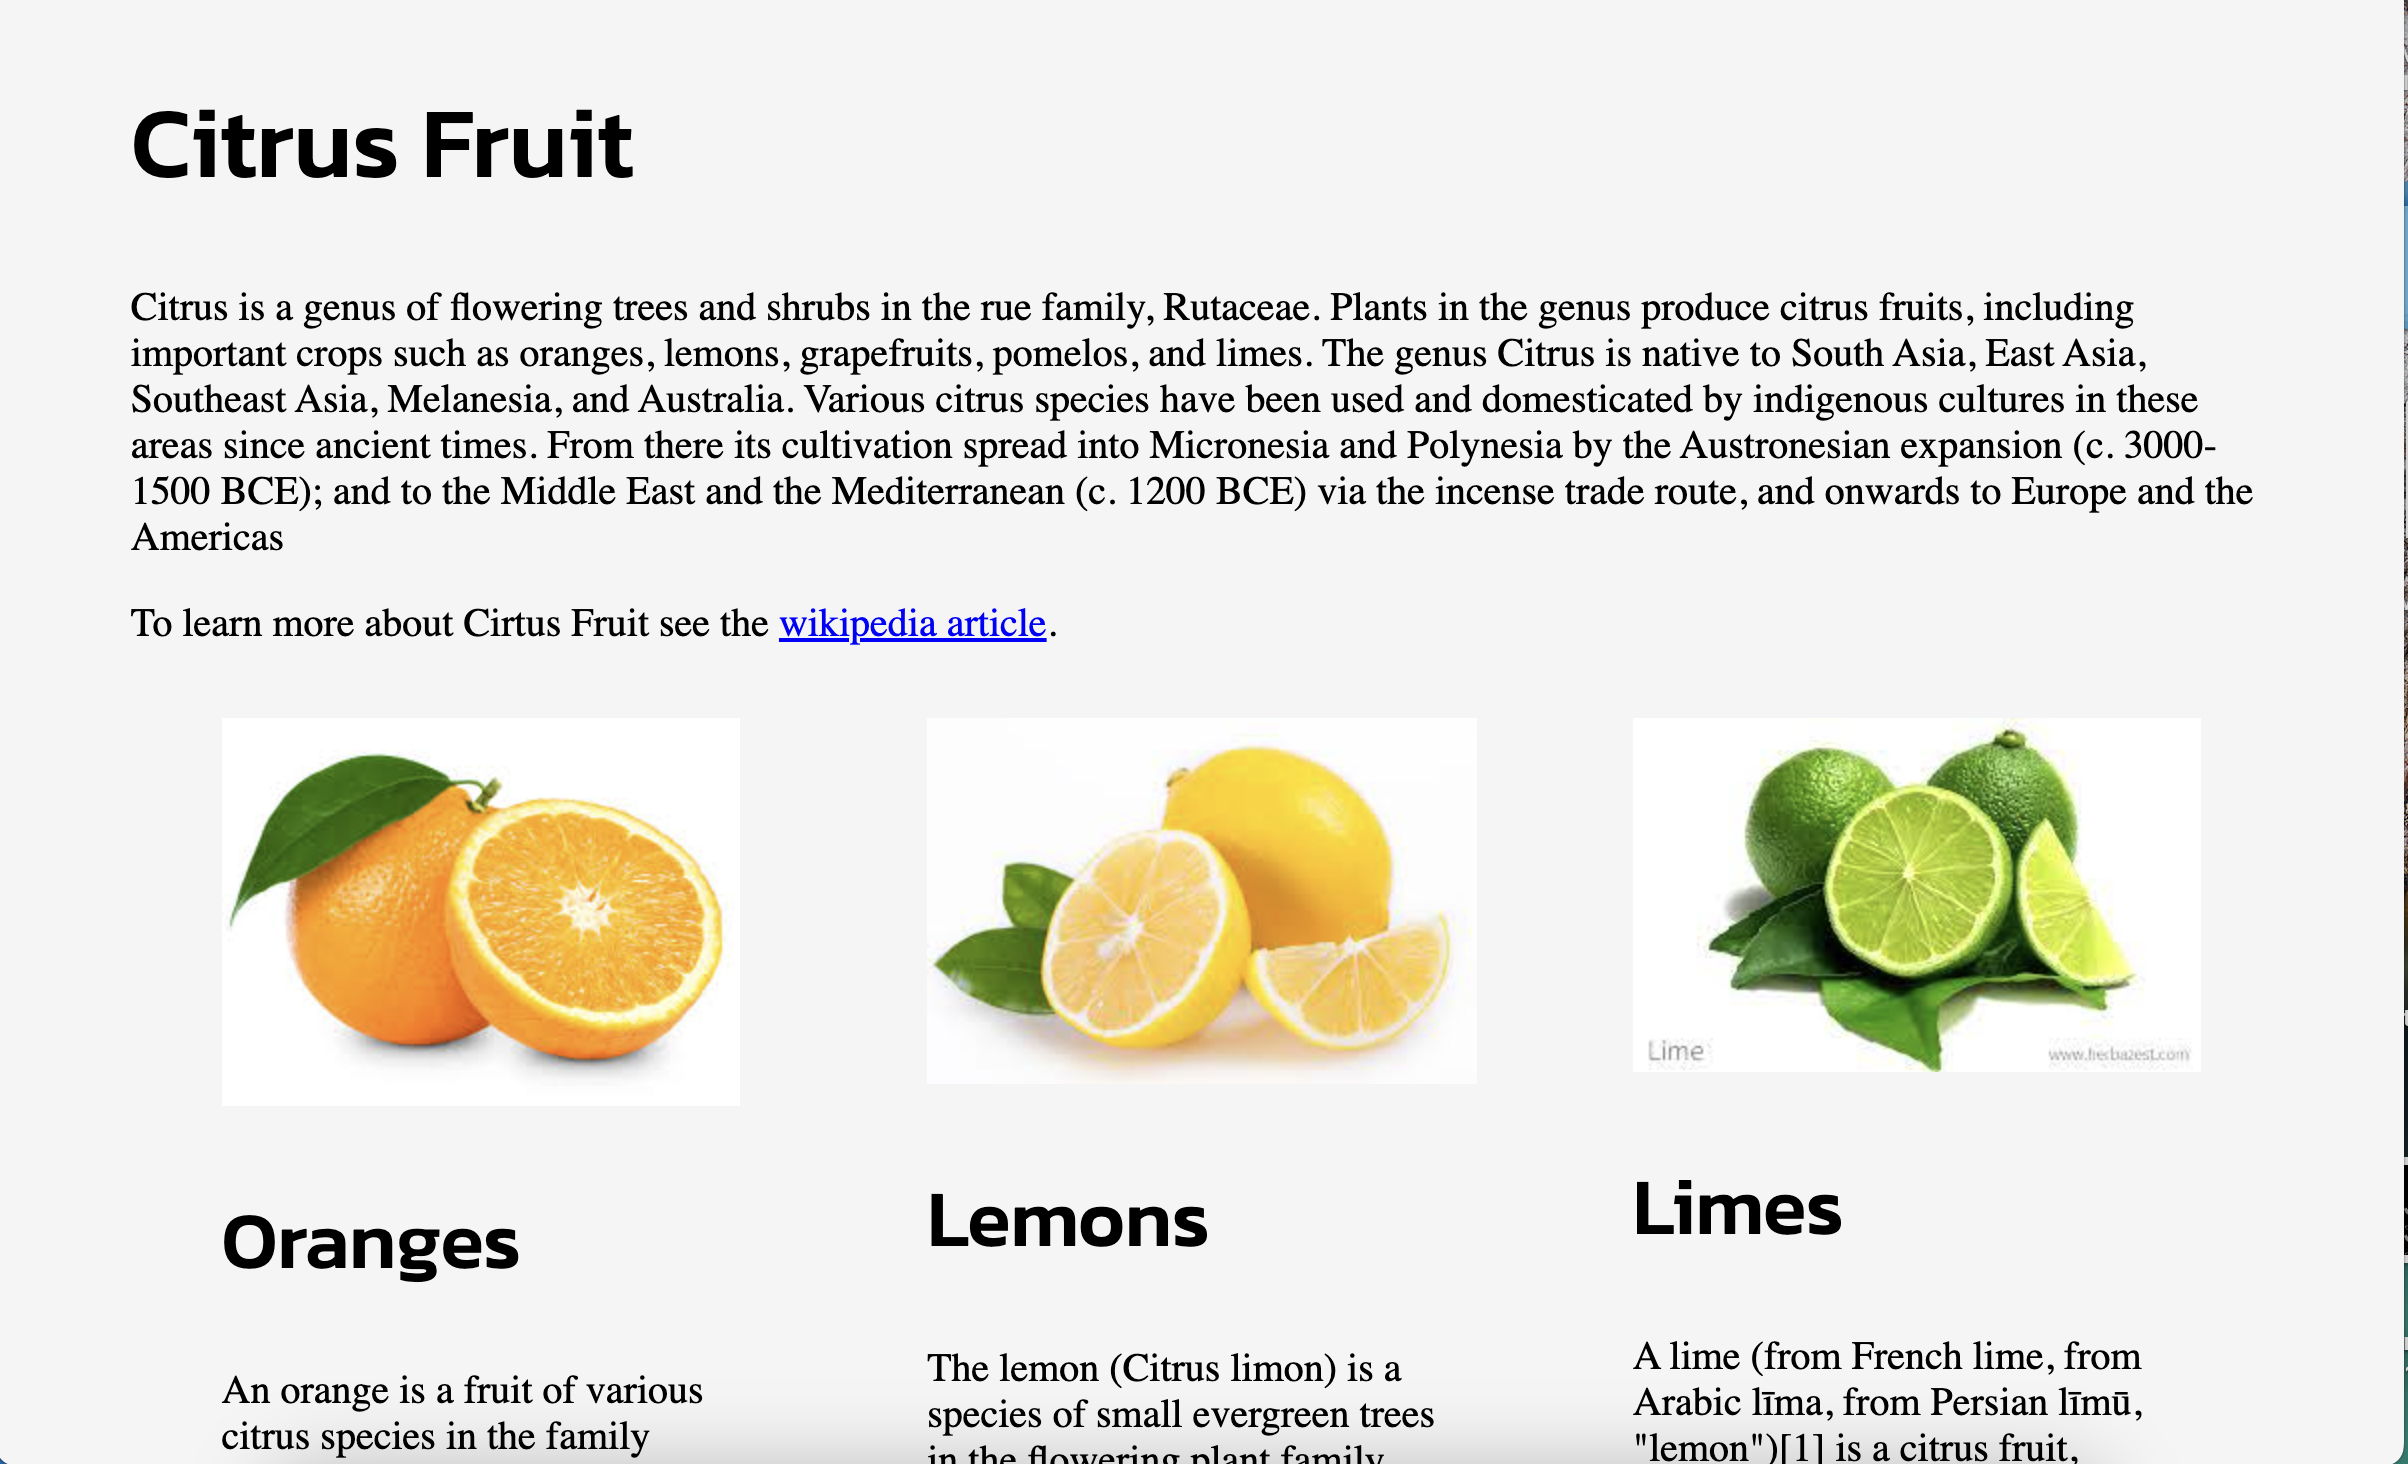 Citrus Fruit
Citrus is a genus of flowering trees and shrubs in the rue family, Rutaceae. Plants in the genus produce citrus fruits, including
important crops such as oranges, lemons, grapefruits, pomelos, and limes. The genus Citrus is native to South Asia, East Asia,
Southeast Asia, Melanesia, and Australia. Various citrus species have been used and domesticated by indigenous cultures in these
areas since ancient times. From there its cultivation spread into Micronesia and Polynesia by the Austronesian expansion (c. 3000-
1500 BCE); and to the Middle East and the Mediterranean (c. 1200 BCE) via the incense trade route, and onwards to Europe and the
Americas
To learn more about Cirtus Fruit see the wikipedia article.
Oranges
An orange is a fruit of various
citrus species in the family
Lemons
The lemon (Citrus limon) is a
species of small evergreen trees
in the flowering plant family
Lime
www.herbazest.com
Limes
A lime (from French lime, from
Arabic līma, from Persian līmū,
"lemon")[1] is a citrus fruit,